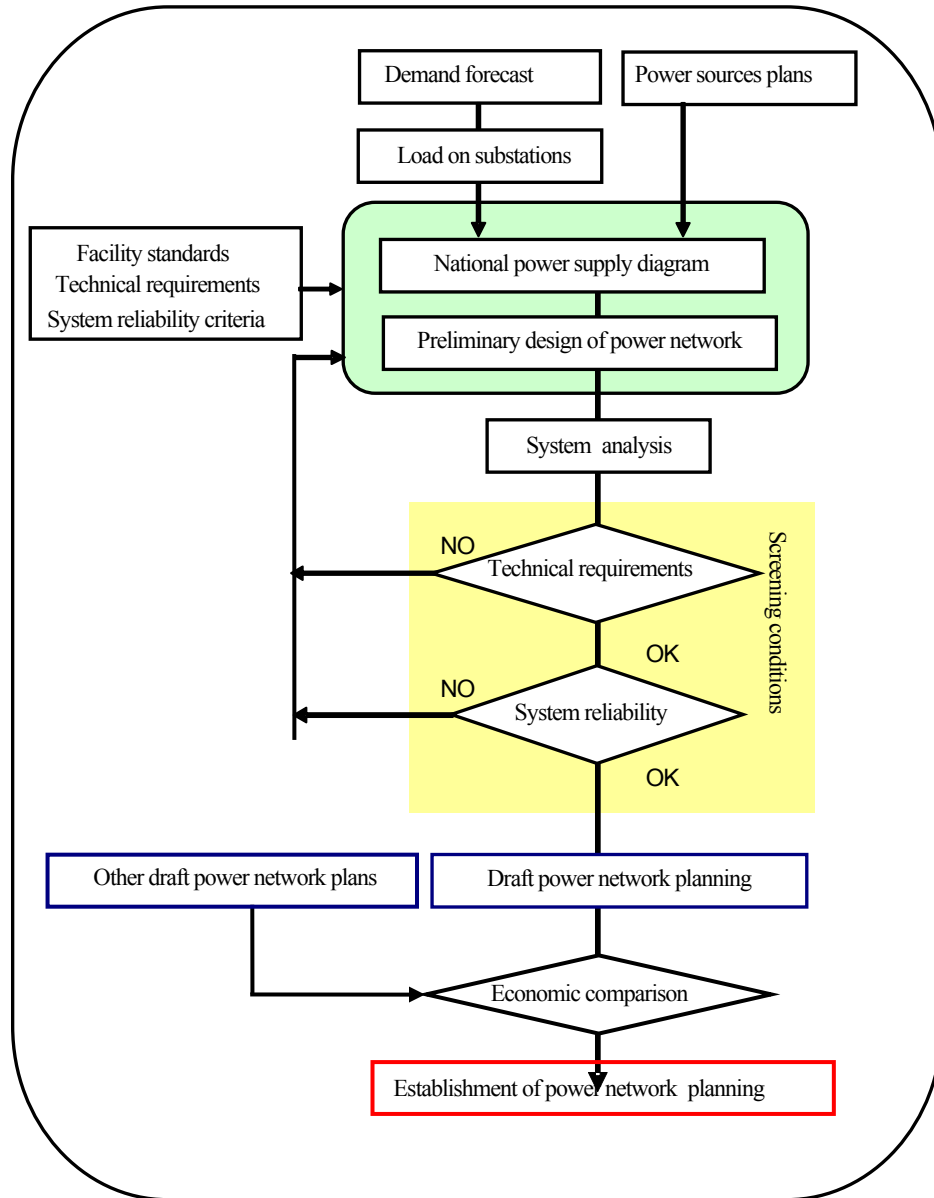 Demand forecast
Power sources plans
Load on substations
Facility standards
Technical requirements
System reliability criteria
National power supply diagram
Preliminary design of power network
System analysis
NO
Technical requirements
Screening conditions
OK
NO
System reliability
OK
Other draft power network plans
Draft power network planning
Economic comparison
Establishment of power network planning